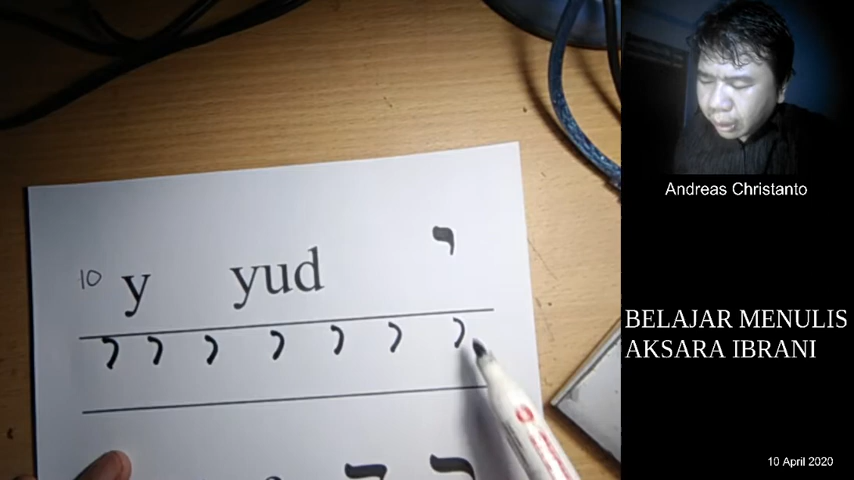 10 y yud י
י י י י י י י
Andreas Christanto
BELAJAR MENULIS
AKSARA IBRANI
10 April 2020